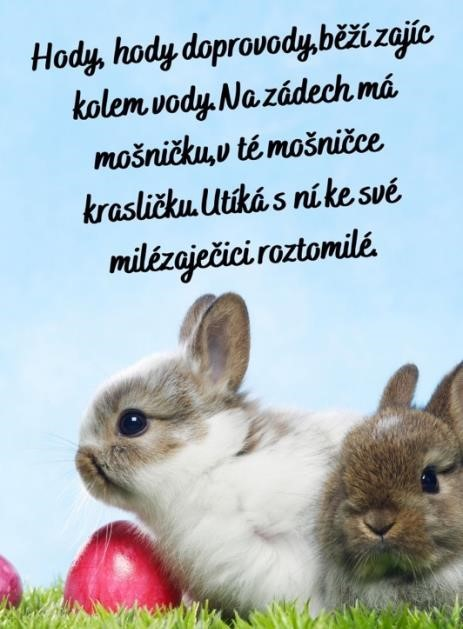 Hody, hody doprovody,běží zajíc
kolem vody.Na zádech má
mošničku,v té mošničce
krasličku.Utíká s ní ke své
milézaječici roztomilé.